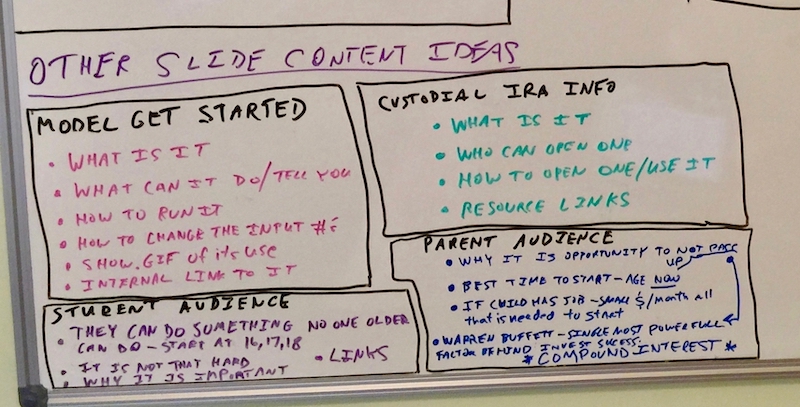 OTHER SLIDE CONTENT IDEAS
MODEL GET STARTED
• WHAT IS IT
• WHAT CAN IT DO/TELL YOU
• HOW TO RUN IT
• HOW TO CHANGE THE INPUT #s
• SHOW .GIF of its use
• INTERNAL LINK TO IT
CUSTODIAL IRA INFO
• WHAT IS IT
• WHO CAN OPEN ONE
• HOW TO OPEN ONE/USE IT
• RESOURCE LINKS
STUDENT AUDIENCE
• THEY CAN DO SOMETHING NO ONE OLDER
CAN DO - START AT 16,17,18
• IT IS NOT THAT HARD
• WHY IT IS IMPORTANT
• LINKS
PARENT AUDIENCE
• WHY IT IS OPPORTUNITY TO NOT PASS
UP
• BEST TIME TO START - AGE NOW
• IF CHILD HAS JOB - SMALL $/month all
that is needed to start
• WARREN BUFFETT - SINGLE MOST POWERFULL
FACTOR BEHIND INVEST SUCESS:
* COMPOUND INTEREST *